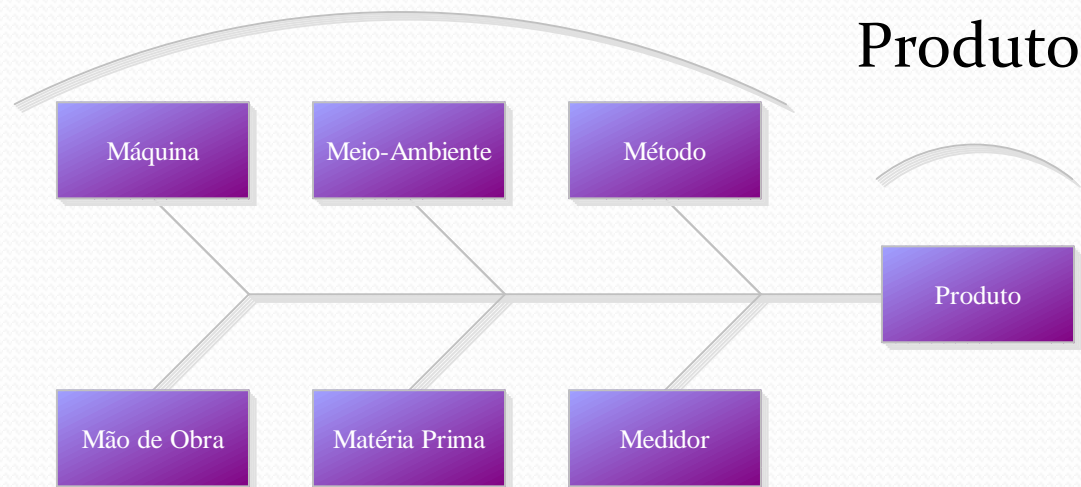 Produto
Máquina
Meio-Ambiente
Método
Produto
Mão de Obra
Matéria Prima
Medidor